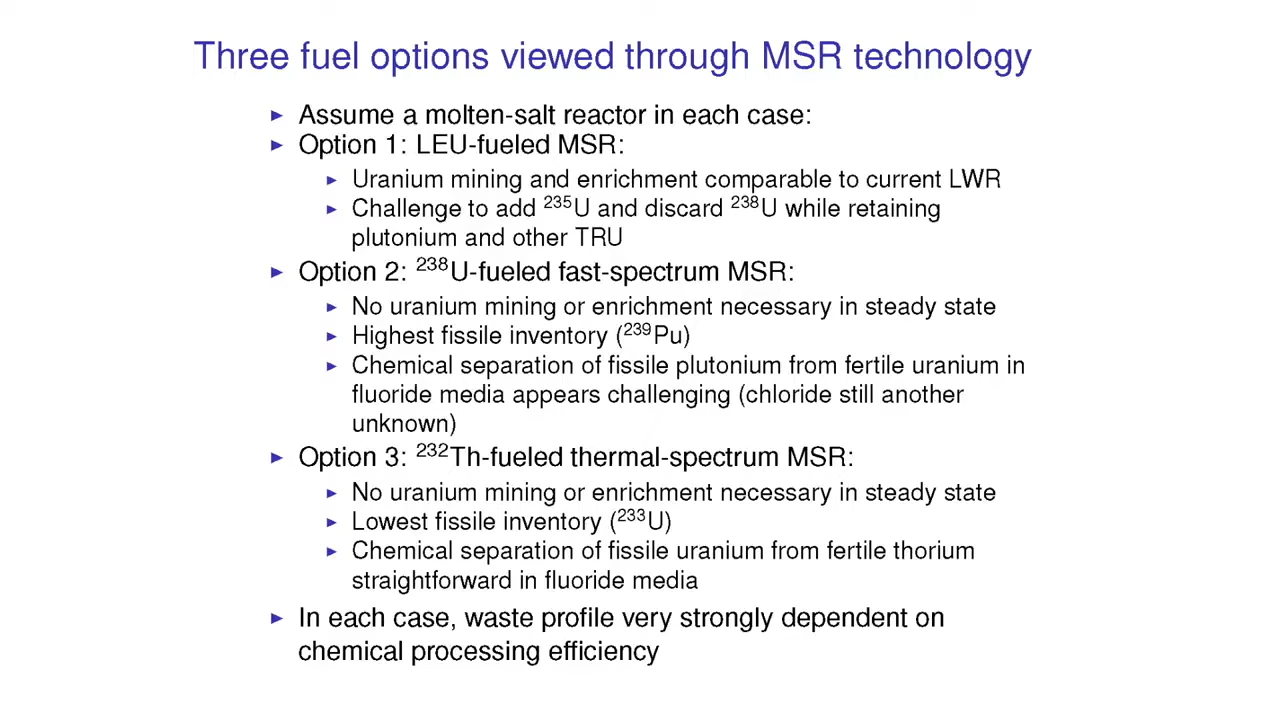 Three fuel options viewed through MSR technology
▶ Assume a molten-salt reactor in each case:
▶ Option 1: LEU-fueled MSR:
▶ Uranium mining and enrichment comparable to current LWR
▶ Challenge to add ²³⁵U and discard ²³⁸U while retaining
plutonium and other TRU
▶ Option 2: ²³⁸U-fueled fast-spectrum MSR:
▶ No uranium mining or enrichment necessary in steady state
▶ Highest fissile inventory (²³⁹Pu)
▶ Chemical separation of fissile plutonium from fertile uranium in
fluoride media appears challenging (chloride still another
unknown)
▶ Option 3: ²³²Th-fueled thermal-spectrum MSR:
▶ No uranium mining or enrichment necessary in steady state
▶ Lowest fissile inventory (²³³U)
▶ Chemical separation of fissile uranium from fertile thorium
straightforward in fluoride media
▶ In each case, waste profile very strongly dependent on
chemical processing efficiency